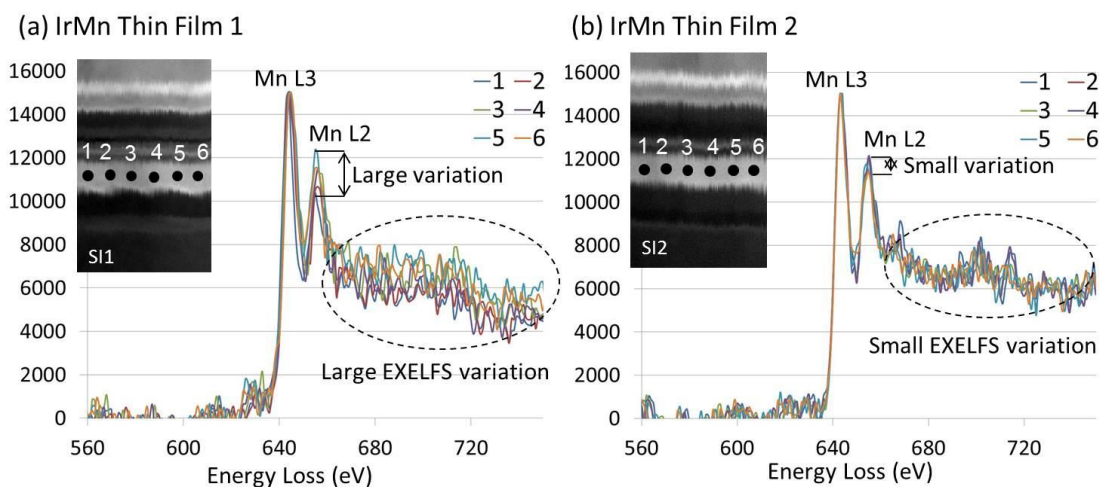 (a) IrMn Thin Film 1
16000
14000
12000
10000
8000
6000
4000
2000
0
560
600
640
680
720
Energy Loss (eV)
Mn L3
Mn L2
Large variation
Large EXELFS variation
1 2
3 4
5 6
1 2 3 4 5 6
SI1
(b) IrMn Thin Film 2
16000
14000
12000
10000
8000
6000
4000
2000
0
560
600
640
680
720
Energy Loss (eV)
Mn L3
Mn L2
Small variation
Small EXELFS variation
1 2
3 4
5 6
1 2 3 4 5 6
SI2